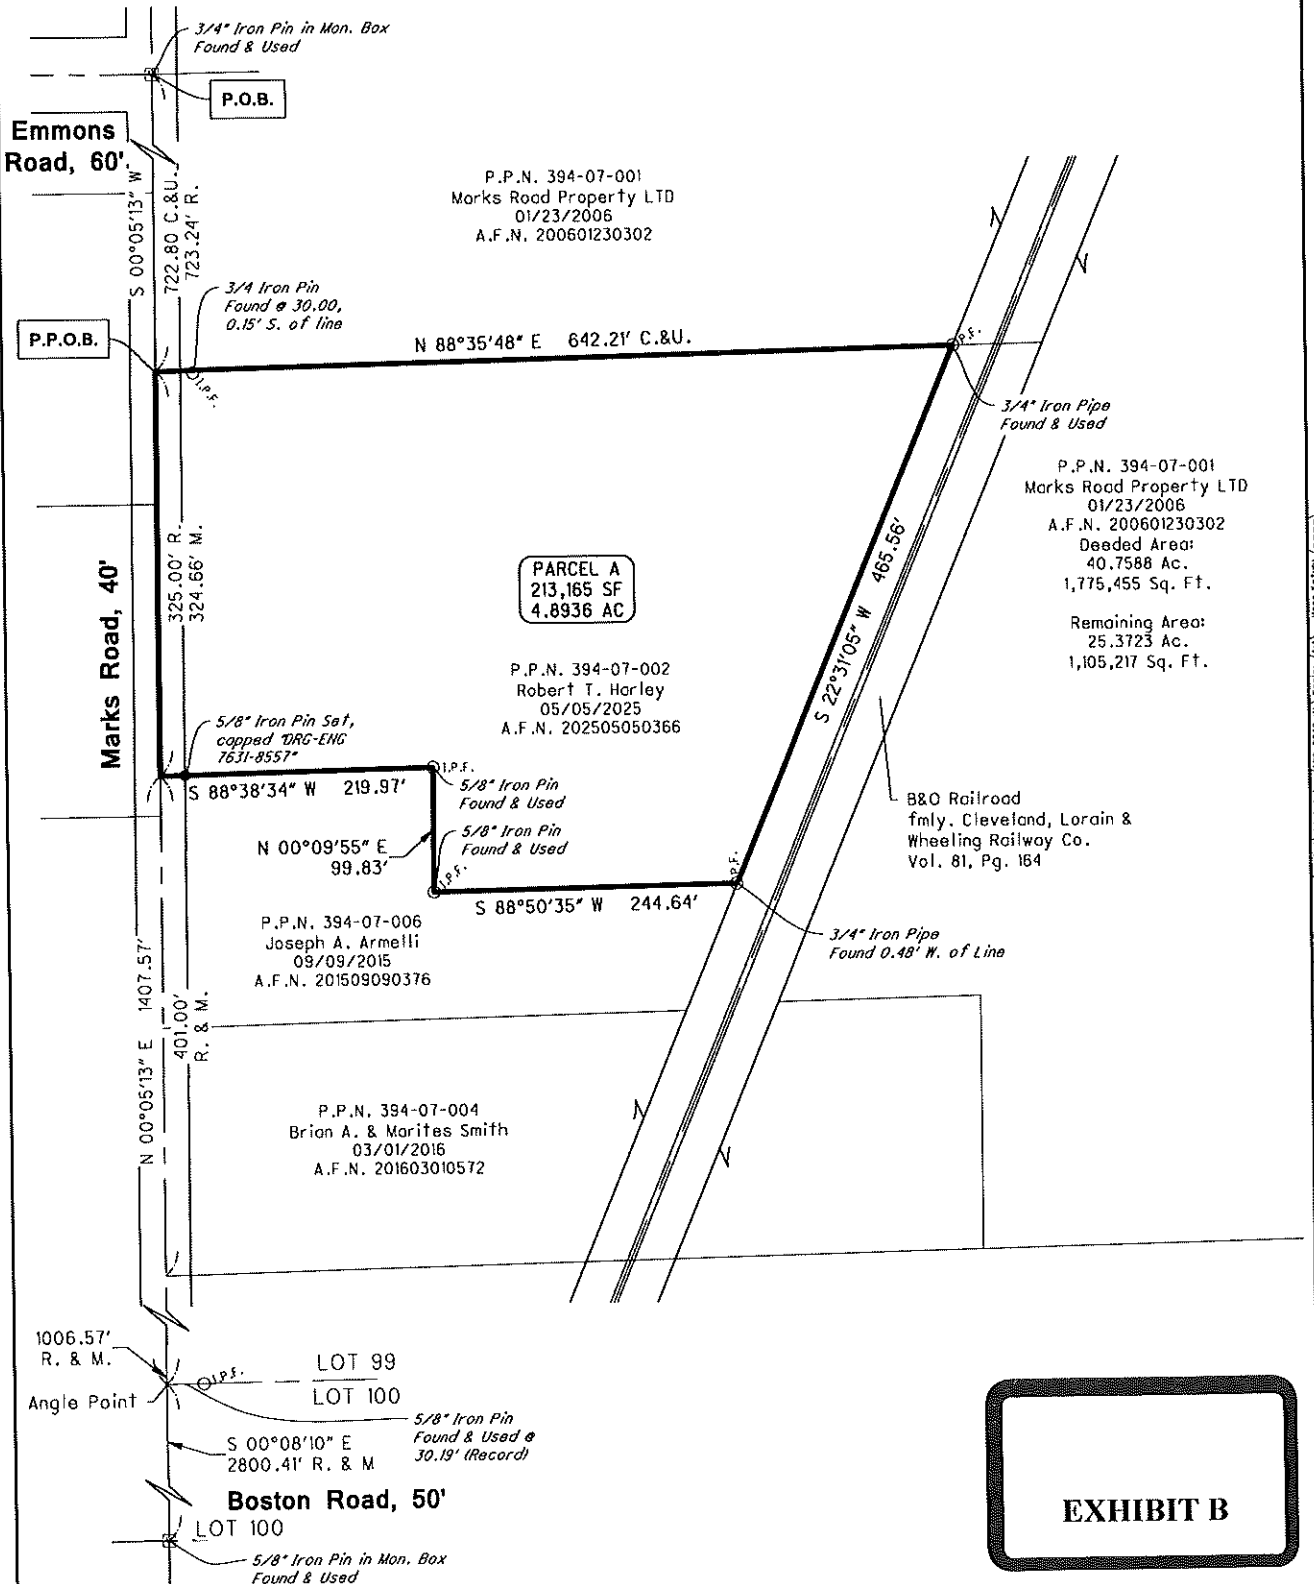 3/4" Iron Pin in Mon. Box
Found & Used
P.O.B.
Emmons
Road, 60'
S 00°05'13" W
722.80 C.&U.
723.24' R.
P.P.N. 394-07-001
Marks Road Property LTD
01/23/2006
A.F.N. 200601230302
3/4 Iron Pin
Found @ 30.00,
0.15' S. of line
P.P.O.B.
N 88°35'48" E 642.21' C.&U.
I.P.F.
I.P.F.
3/4" Iron Pipe
Found & Used
P.P.N. 394-07-001
Marks Road Property LTD
01/23/2006
A.F.N. 200601230302
Deeded Area:
40.7588 Ac.
1,775,455 Sq. Ft.
Remaining Area:
25.3723 Ac.
1,105,217 Sq. Ft.
Marks Road, 40'
325.00' R.
324.66' M.
PARCEL A
213,165 SF
4.8936 AC
S 22°31'05" W 465.56'
P.P.N. 394-07-002
Robert T. Harley
05/05/2025
A.F.N. 202505050366
5/8" Iron Pin Set,
capped "DRG-ENG
7631-8557"
S 88°38'34" W 219.97'
I.P.F.
5/8" Iron Pin
Found & Used
5/8" Iron Pin
Found & Used
N 00°09'55" E
99.83'
I.P.F.
S 88°50'35" W 244.64'
I.P.F.
B&O Railroad
fmly. Cleveland, Lorain &
Wheeling Railway Co.
Vol. 81, Pg. 164
3/4" Iron Pipe
Found 0.48' W. of Line
P.P.N. 394-07-006
Joseph A. Armelli
09/09/2015
A.F.N. 201509090376
N 00°05'13" E 1407.57'
401.00'
R. & M.
P.P.N. 394-07-004
Brian A. & Marites Smith
03/01/2016
A.F.N. 201603010572
1006.57'
R. & M.
Angle Point
I.P.F.
LOT 99
LOT 100
5/8" Iron Pin
Found & Used @
30.19' (Record)
S 00°08'10" E
2800.41' R. & M
Boston Road, 50'
LOT 100
5/8" Iron Pin in Mon. Box
Found & Used
EXHIBIT B